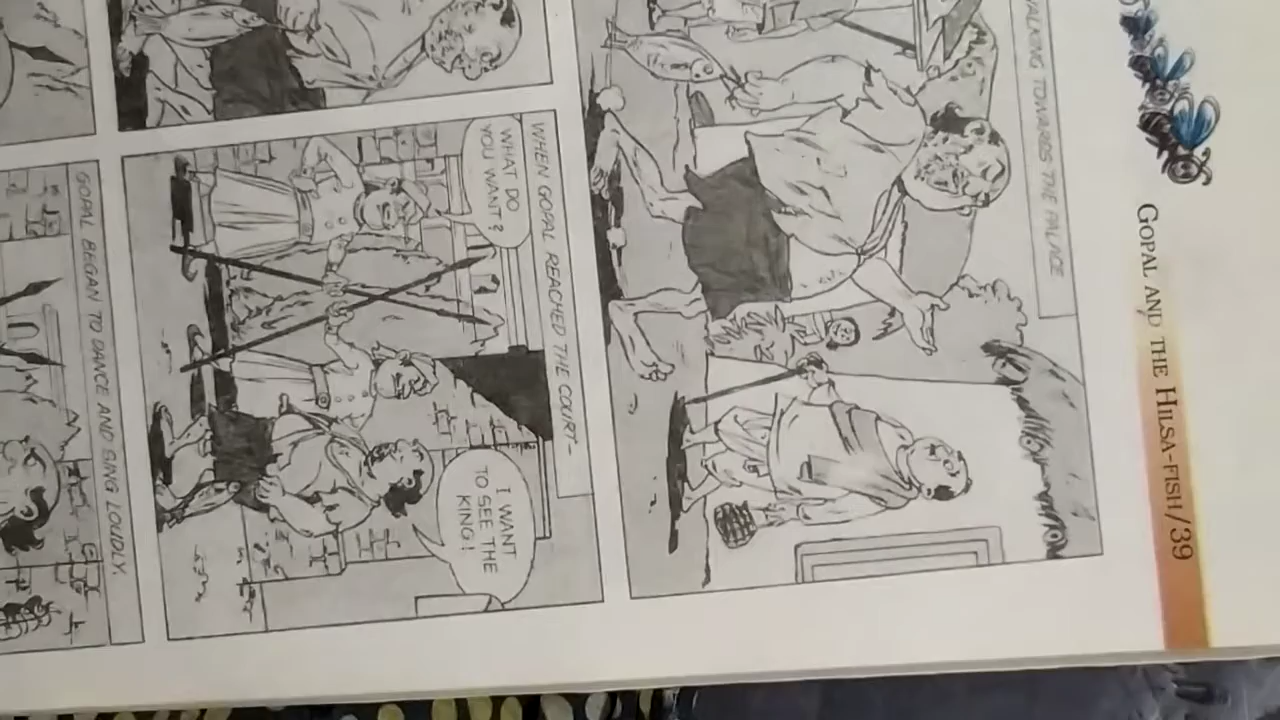 GOPAL AND THE HILSA-FISH/39
WALKING TOWARDS THE PALACE
WHEN GOPAL REACHED THE COURT–
WHAT DO
YOU WANT?
I WANT
TO SEE THE
KING!
GOPAL BEGAN TO DANCE AND SING LOUDLY.